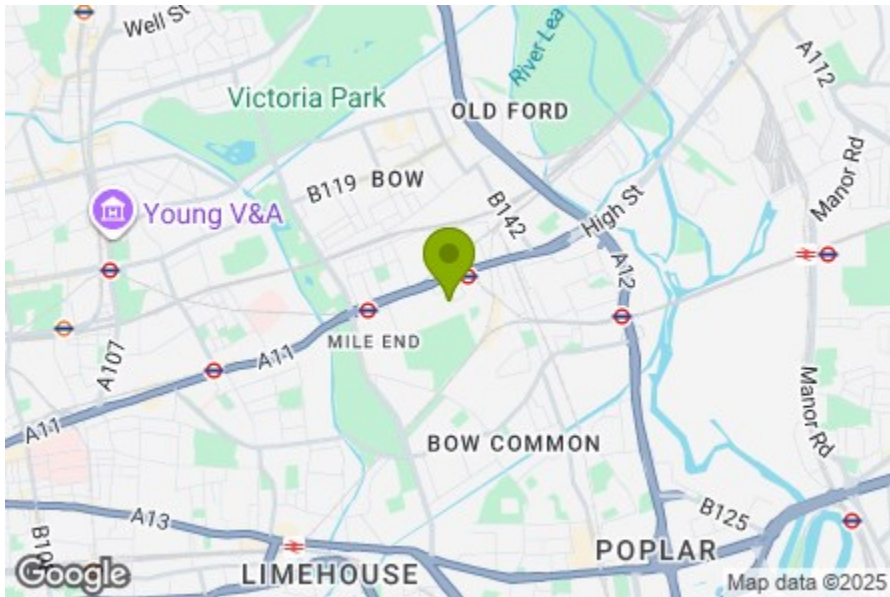 Well St
A112
River Lea
Victoria Park
OLD FORD
Manor Rd
B119
BOW
B142
High St
Young V&A
A12
MILE END
A107
A11
Manor Rd
A11
BOW COMMON
A13
B125
POPLAR
LIMEHOUSE
Google
Map data ©2025